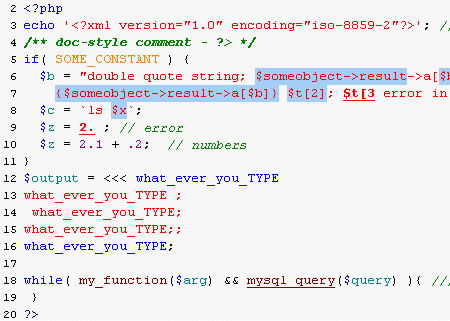 2 <?php
3 echo '<?xml version="1.0" encoding="iso-8859-2"?>'; //
4 /** doc-style comment - ?> */
5 if( SOME_CONSTANT ) {
6 $b = "double quote string; $someobject->result->a[$b
7 {$someobject->result->a[$b]} $t[2]; $t[3 error in
8 $c = `ls $x`;
9 $z = 2. ; // error
10 $z = 2.1 + .2; // numbers
11 }
12 $output = <<< what_ever_you_TYPE
13 what_ever_you_TYPE ;
14 what_ever_you_TYPE;
15 what_ever_you_TYPE;;
16 what_ever_you_TYPE;
17
18 while( my_function($arg) && mysql_query($query) ){ //
19 }
20 ?>